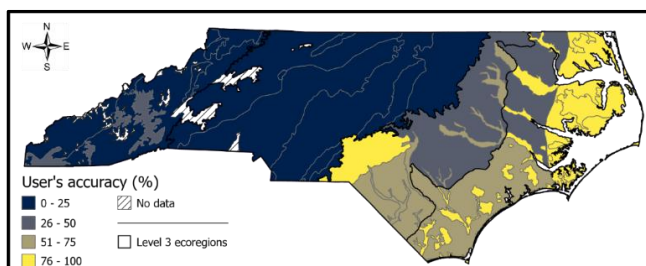 N
W E
S
User's accuracy (%)
0 - 25
26 - 50
51 - 75
76 - 100
No data
Level 3 ecoregions